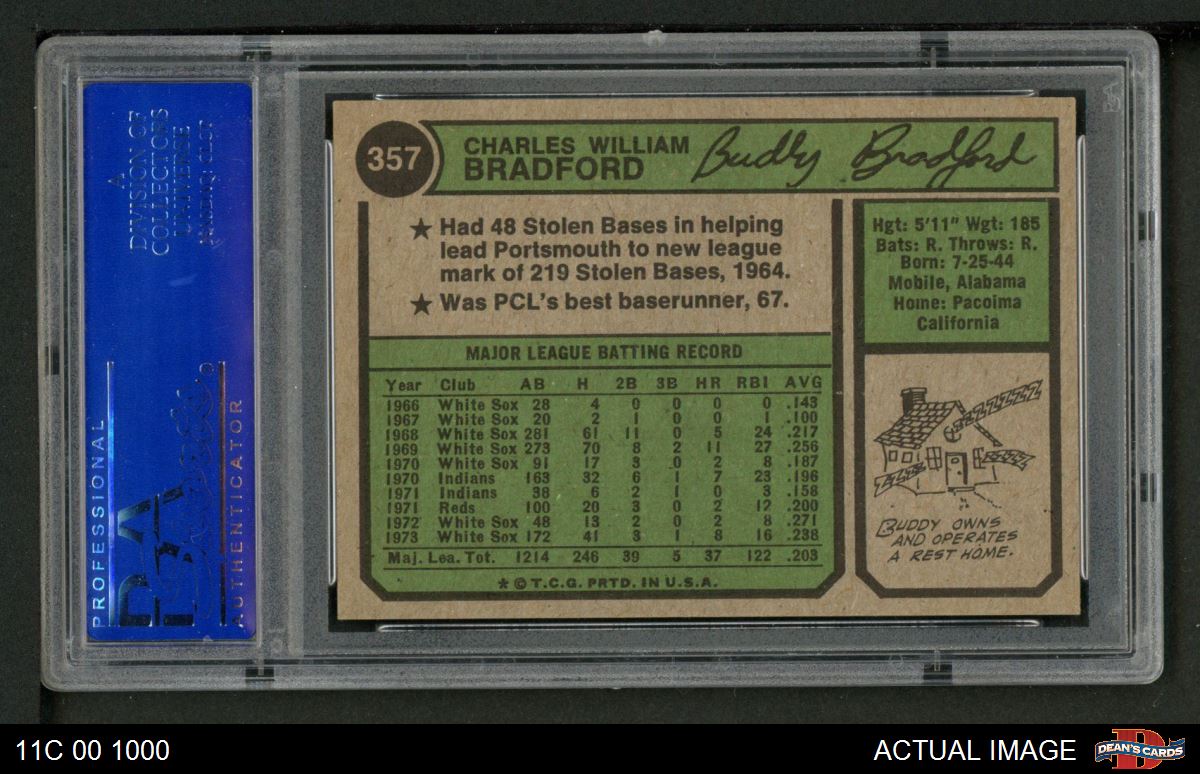 A
DIVISION OF
COLLECTORS
UNIVERSE
NASDAQ: CLCT
PROFESSIONAL
PSA
AUTHENTICATOR
357
CHARLES WILLIAM
BRADFORD
Buddy Bradford
★ Had 48 Stolen Bases in helping
lead Portsmouth to new league
mark of 219 Stolen Bases, 1964.
★ Was PCL's best baserunner, 67.
Hgt: 5'11" Wgt: 185
Bats: R. Throws: R.
Born: 7-25-44
Mobile, Alabama
Home: Pacoima
California
MAJOR LEAGUE BATTING RECORD
Year Club AB H 2B 3B HR RBI AVG
1966 White Sox 28 4 0 0 0 0 .143
1967 White Sox 20 2 1 0 0 1 .100
1968 White Sox 281 61 11 0 5 24 .217
1969 White Sox 273 70 8 2 11 27 .256
1970 White Sox 91 17 3 0 2 8 .187
1970 Indians 163 32 6 1 7 23 .196
1971 Indians 38 6 2 1 0 3 .158
1971 Reds 100 20 3 0 2 12 .200
1972 White Sox 48 13 2 0 2 8 .271
1973 White Sox 172 41 3 1 8 16 .238
Maj. Lea. Tot. 1214 246 39 5 37 122 .203
* © T.C.G. PRTD. IN U.S.A.
BUDDY OWNS
AND OPERATES
A REST HOME.
11C 00 1000
ACTUAL IMAGE
DEAN'S CARDS